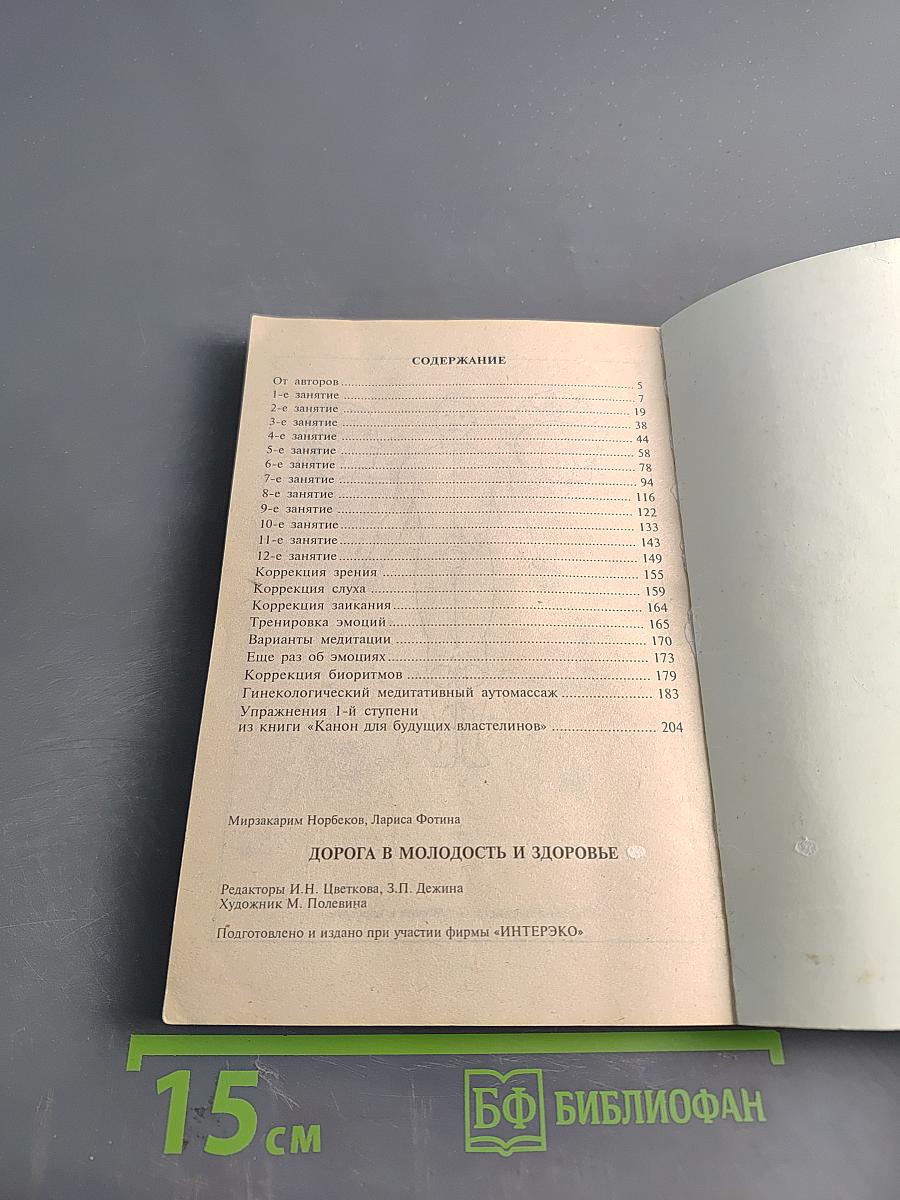 СОДЕРЖАНИЕ
От авторов ........ 5
1-е занятие ........ 7
2-е занятие ........ 19
3-е занятие ........ 38
4-е занятие ........ 44
5-е занятие ........ 58
6-е занятие ........ 78
7-е занятие ........ 94
8-е занятие ........ 116
9-е занятие ........ 122
10-е занятие ........ 133
11-е занятие ........ 143
12-е занятие ........ 149
Коррекция зрения ........ 155
Коррекция слуха ........ 159
Коррекция заикания ........ 164
Тренировка эмоций ........ 165
Варианты медитации ........ 170
Еще раз об эмоциях ........ 173
Коррекция биоритмов ........ 179
Гинекологический медитативный аутомассаж ........ 183
Упражнения 1-й ступени
из книги «Канон для будущих властелинов» ........ 204
Мирзакарим Норбеков, Лариса Фотина
ДОРОГА В МОЛОДОСТЬ И ЗДОРОВЬЕ
Редакторы И.Н. Цветкова, З.П. Дежина
Художник М. Полевина
Подготовлено и издано при участии фирмы «ИНТЕРЭКО»
15 см
БФ БИБЛИОФАН